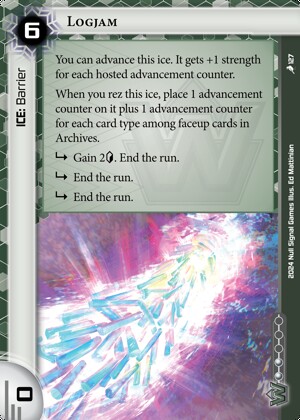 LOGJAM
6
ICE: Barrier
You can advance this ice. It gets +1 strength
for each hosted advancement counter.
When you rez this ice, place 1 advancement
counter on it plus 1 advancement counter
for each card type among faceup cards in
Archives.
↳ Gain 2. End the run.
↳ End the run.
↳ End the run.
127
2024 Null Signal Games Illus. Ed Mattinian
0